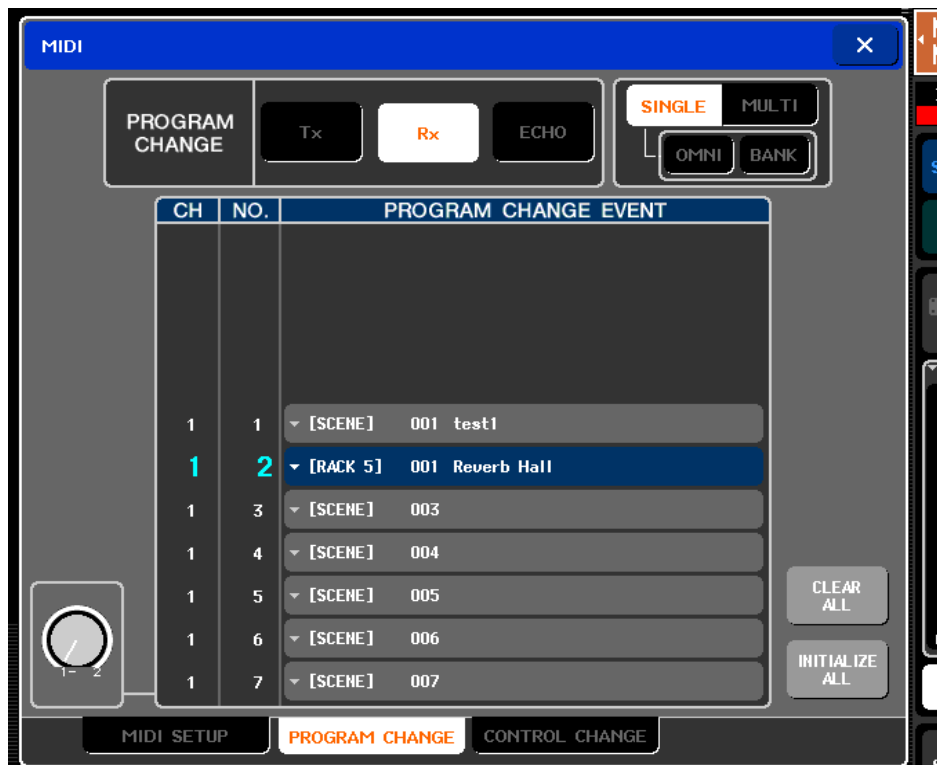 MIDI
PROGRAM CHANGE
Tx
Rx
ECHO
SINGLE
MULTI
OMNI
BANK
CH NO. PROGRAM CHANGE EVENT
1 1 [SCENE] 001 test1
1 2 [RACK 5] 001 Reverb Hall
1 3 [SCENE] 003
1 4 [SCENE] 004
1 5 [SCENE] 005
1 6 [SCENE] 006
1 7 [SCENE] 007
1- 2
CLEAR ALL
INITIALIZE ALL
MIDI SETUP
PROGRAM CHANGE
CONTROL CHANGE